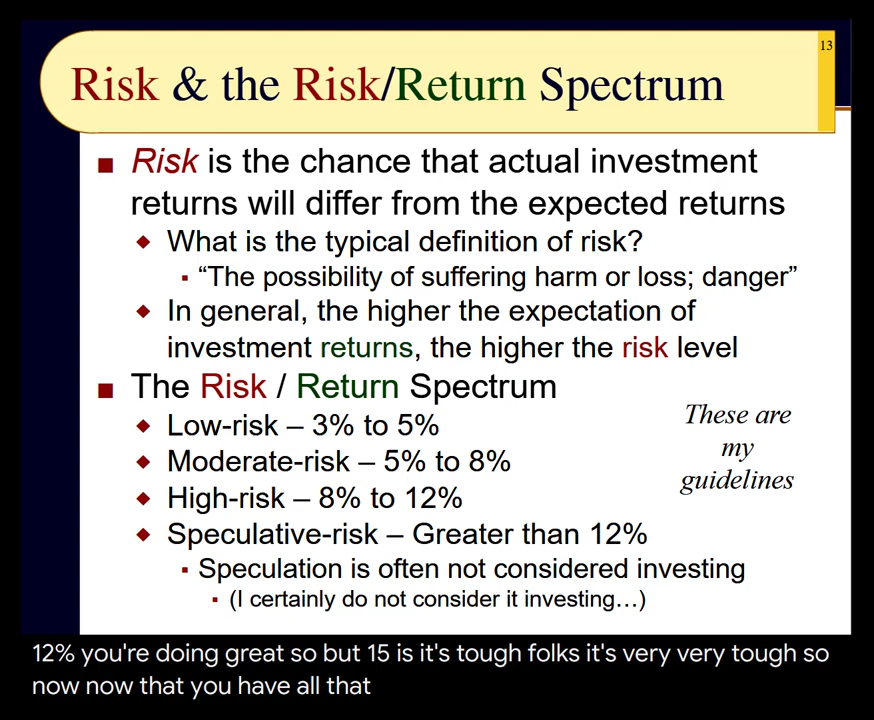 13
Risk & the Risk/Return Spectrum
■ Risk is the chance that actual investment
returns will differ from the expected returns
◆ What is the typical definition of risk?
▪ “The possibility of suffering harm or loss; danger”
◆ In general, the higher the expectation of
investment returns, the higher the risk level
■ The Risk / Return Spectrum
◆ Low-risk – 3% to 5%
◆ Moderate-risk – 5% to 8%
◆ High-risk – 8% to 12%
◆ Speculative-risk – Greater than 12%
▪ Speculation is often not considered investing
▪ (I certainly do not consider it investing…)
These are
my
guidelines
12% you're doing great so but 15 is it's tough folks it's very very tough so
now now that you have all that